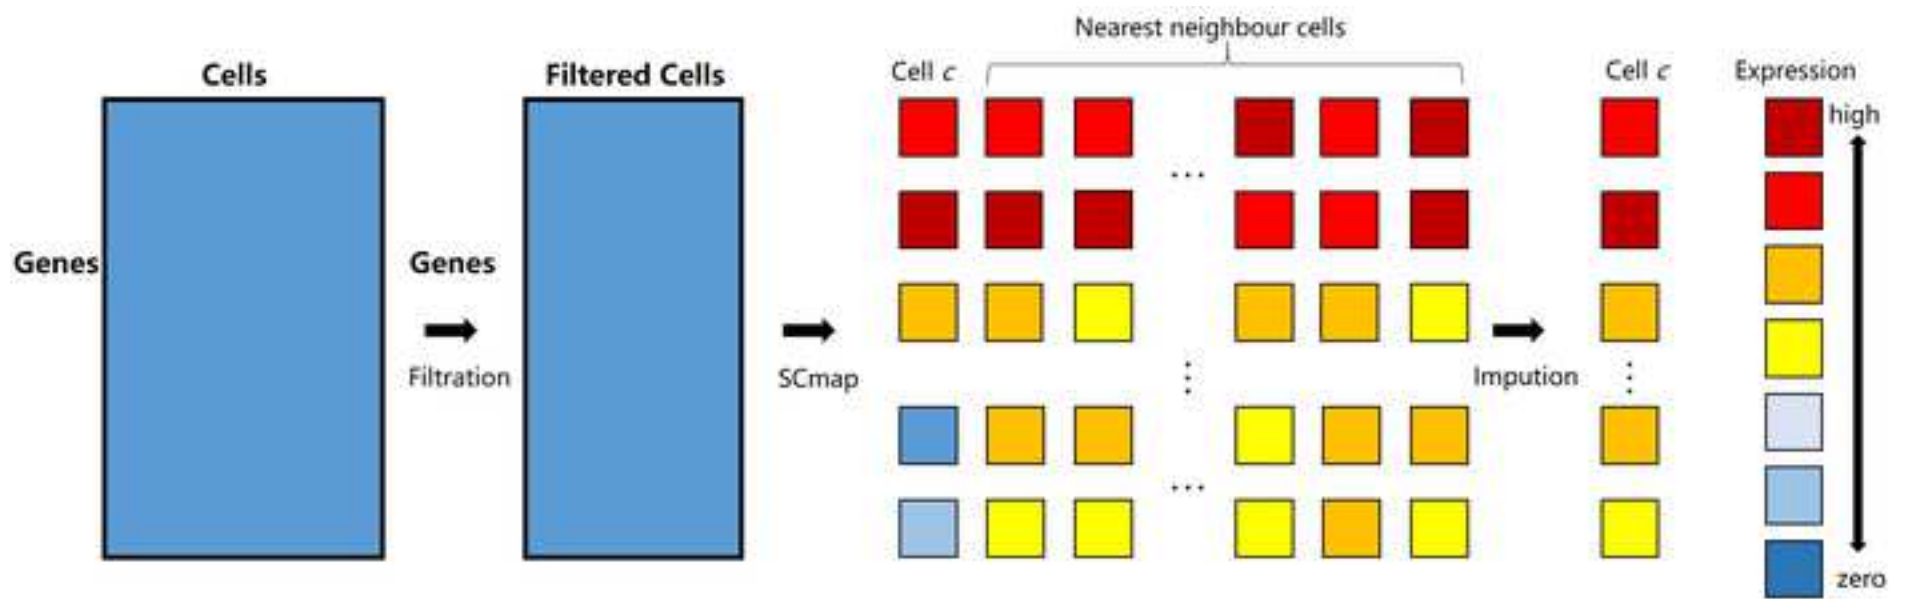 Cells
Genes
Filtration
Filtered Cells
Genes
SCmap
Nearest neighbour cells
Cell c
...
⋮
...
Impution
Cell c
⋮
Expression
high
zero